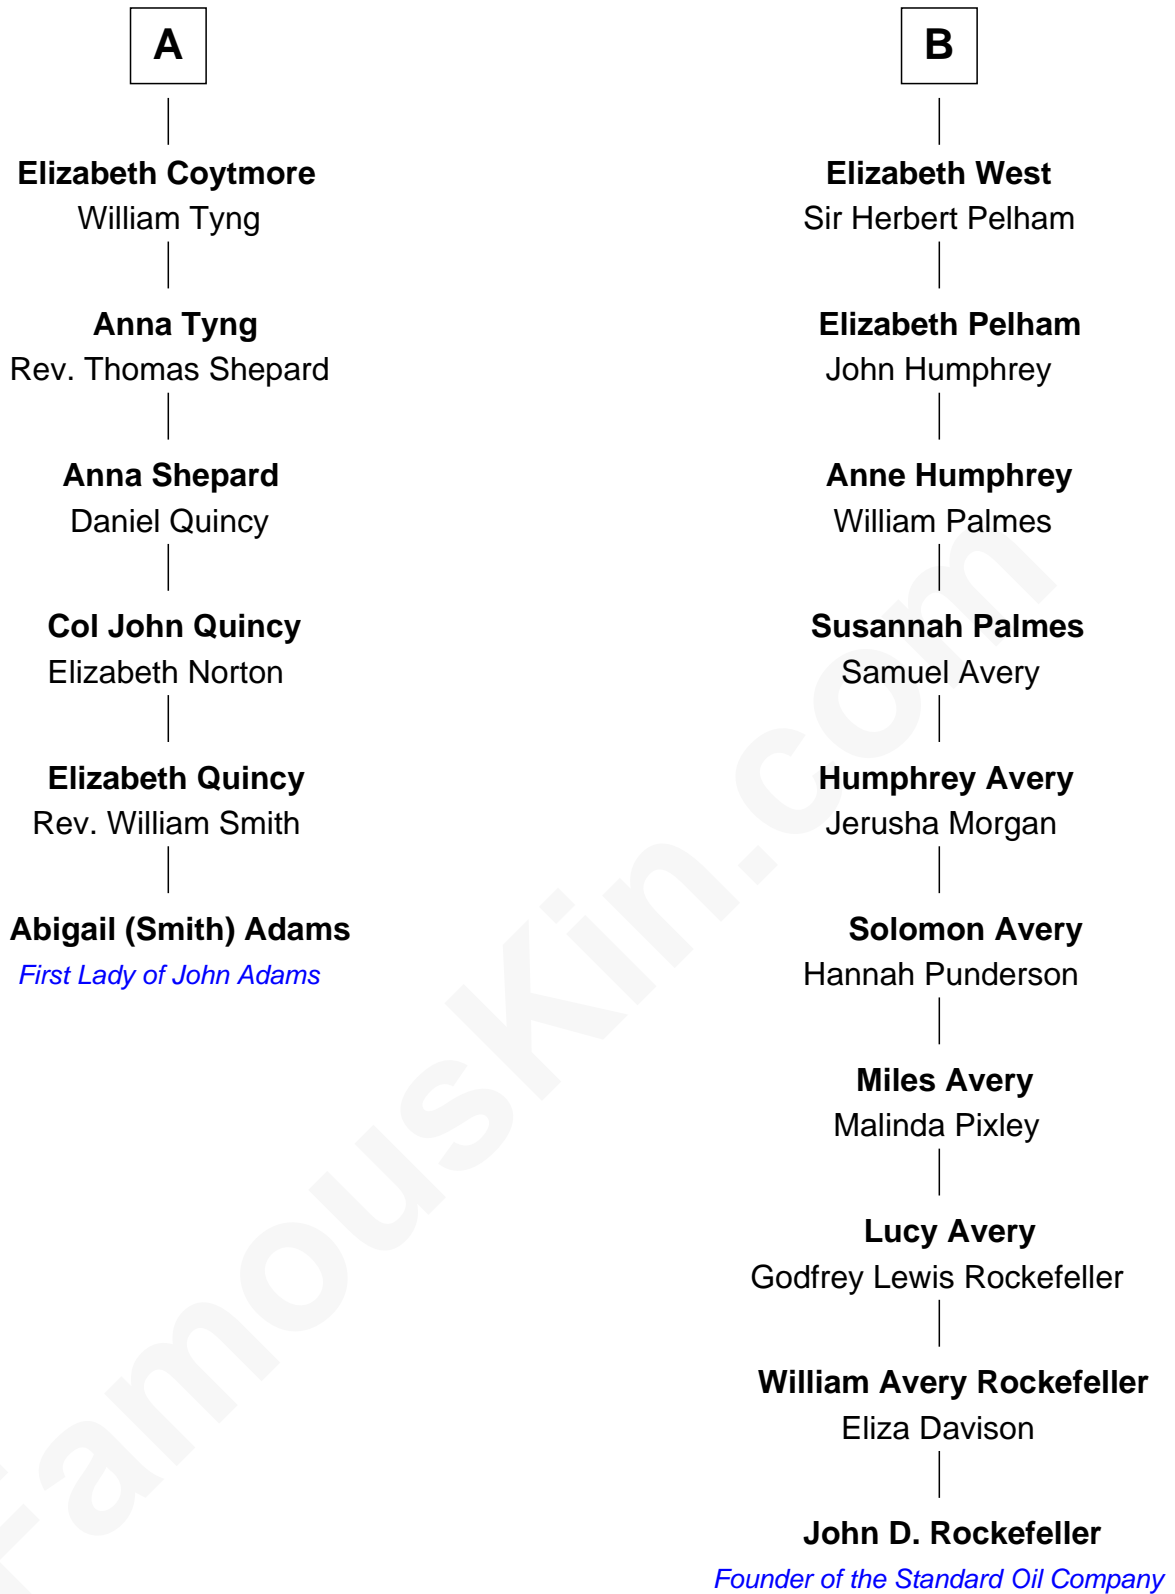 A
Elizabeth Coytmore
William Tyng
Anna Tyng
Rev. Thomas Shepard
Anna Shepard
Daniel Quincy
Col John Quincy
Elizabeth Norton
Elizabeth Quincy
Rev. William Smith
Abigail (Smith) Adams
First Lady of John Adams
B
Elizabeth West
Sir Herbert Pelham
Elizabeth Pelham
John Humphrey
Anne Humphrey
William Palmes
Susannah Palmes
Samuel Avery
Humphrey Avery
Jerusha Morgan
Solomon Avery
Hannah Punderson
Miles Avery
Malinda Pixley
Lucy Avery
Godfrey Lewis Rockefeller
William Avery Rockefeller
Eliza Davison
John D. Rockefeller
Founder of the Standard Oil Company
FamousKin.com